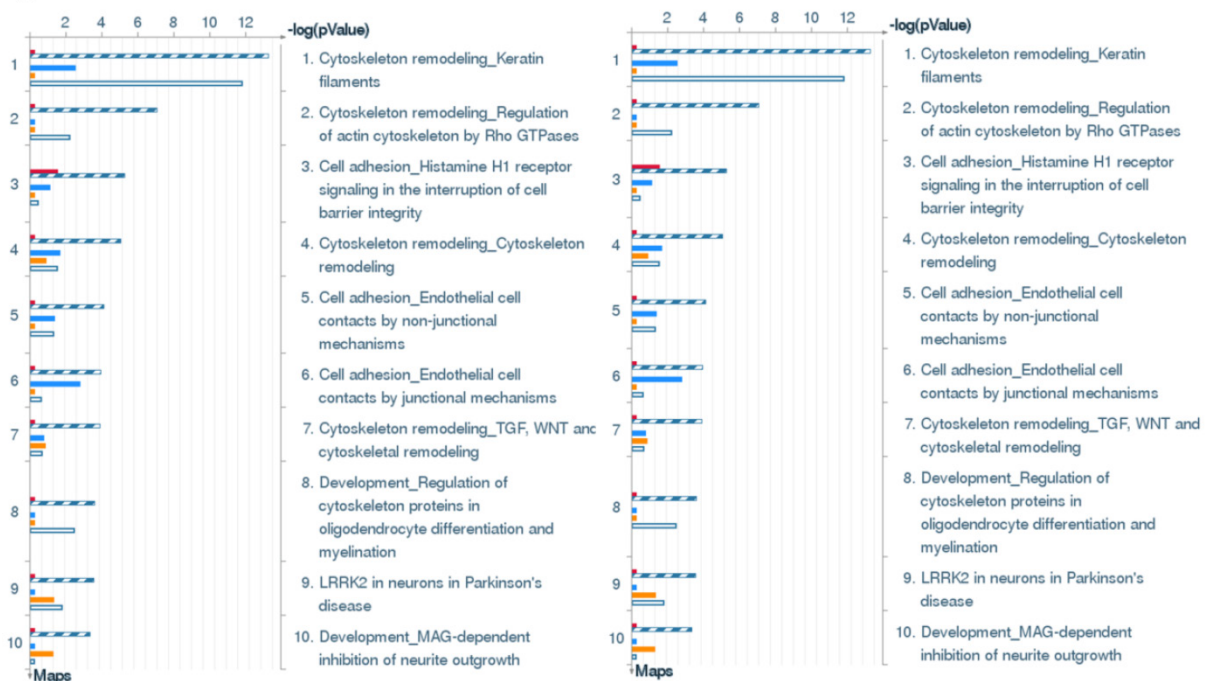 2 4 6 8 10 12
-log(pValue)
1
1. Cytoskeleton remodeling_Keratin
filaments
2
2. Cytoskeleton remodeling_Regulation
of actin cytoskeleton by Rho GTPases
3
3. Cell adhesion_Histamine H1 receptor
signaling in the interruption of cell
barrier integrity
4
4. Cytoskeleton remodeling_Cytoskeleton
remodeling
5
5. Cell adhesion_Endothelial cell
contacts by non-junctional
mechanisms
6
6. Cell adhesion_Endothelial cell
contacts by junctional mechanisms
7
7. Cytoskeleton remodeling_TGF, WNT and
cytoskeletal remodeling
8
8. Development_Regulation of
cytoskeleton proteins in
oligodendrocyte differentiation and
myelination
9
9. LRRK2 in neurons in Parkinson's
disease
10
10. Development_MAG-dependent
inhibition of neurite outgrowth
Maps
2 4 6 8 10 12
-log(pValue)
1
1. Cytoskeleton remodeling_Keratin
filaments
2
2. Cytoskeleton remodeling_Regulation
of actin cytoskeleton by Rho GTPases
3
3. Cell adhesion_Histamine H1 receptor
signaling in the interruption of cell
barrier integrity
4
4. Cytoskeleton remodeling_Cytoskeleton
remodeling
5
5. Cell adhesion_Endothelial cell
contacts by non-junctional
mechanisms
6
6. Cell adhesion_Endothelial cell
contacts by junctional mechanisms
7
7. Cytoskeleton remodeling_TGF, WNT and
cytoskeletal remodeling
8
8. Development_Regulation of
cytoskeleton proteins in
oligodendrocyte differentiation and
myelination
9
9. LRRK2 in neurons in Parkinson's
disease
10
10. Development_MAG-dependent
inhibition of neurite outgrowth
Maps